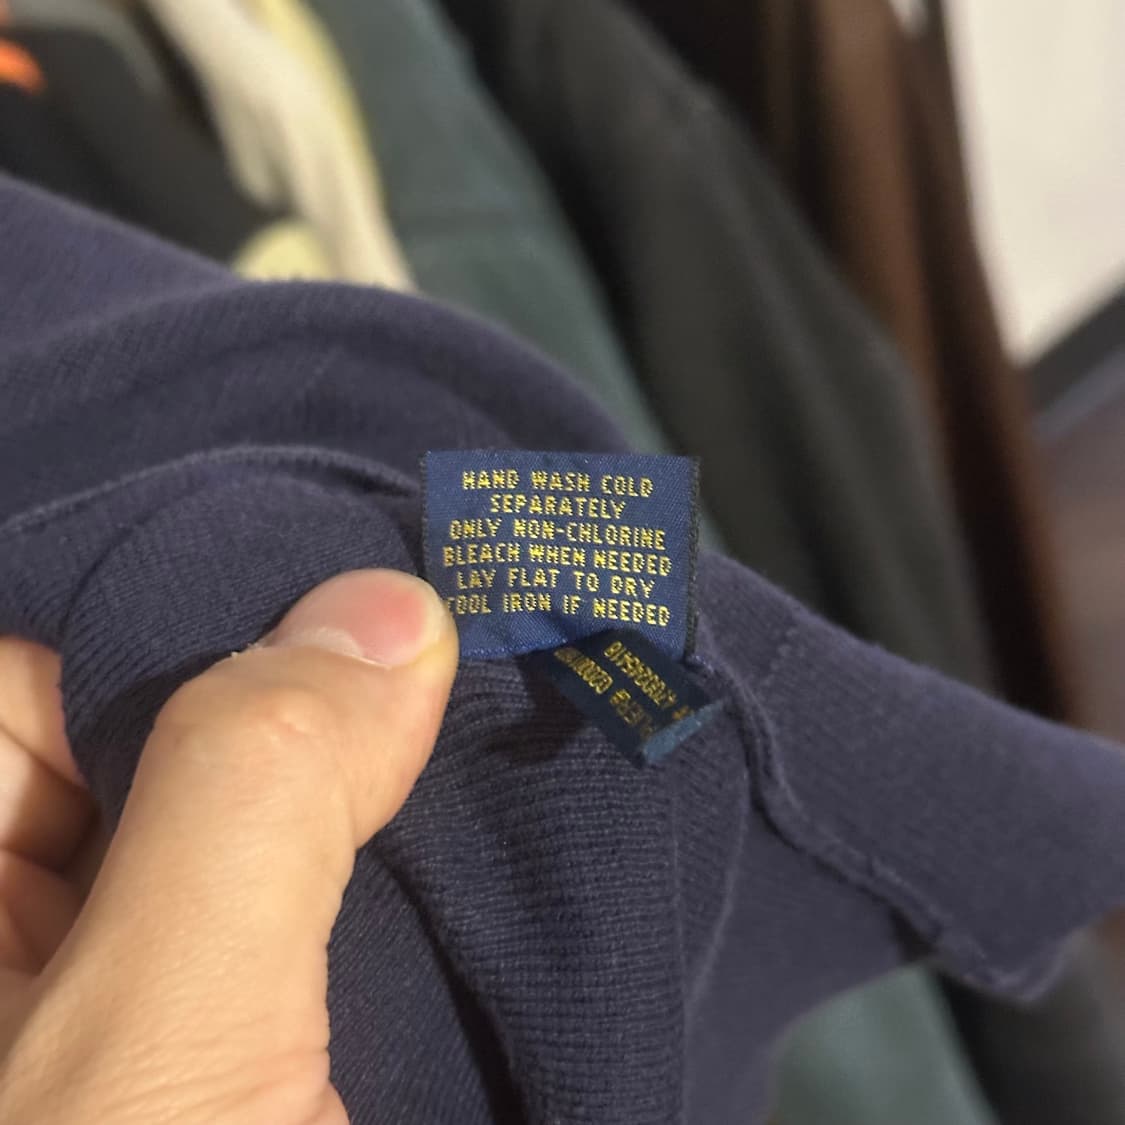 HAND WASH COLD
SEPARATELY
ONLY NON-CHLORINE
BLEACH WHEN NEEDED
LAY FLAT TO DRY
COOL IRON IF NEEDED